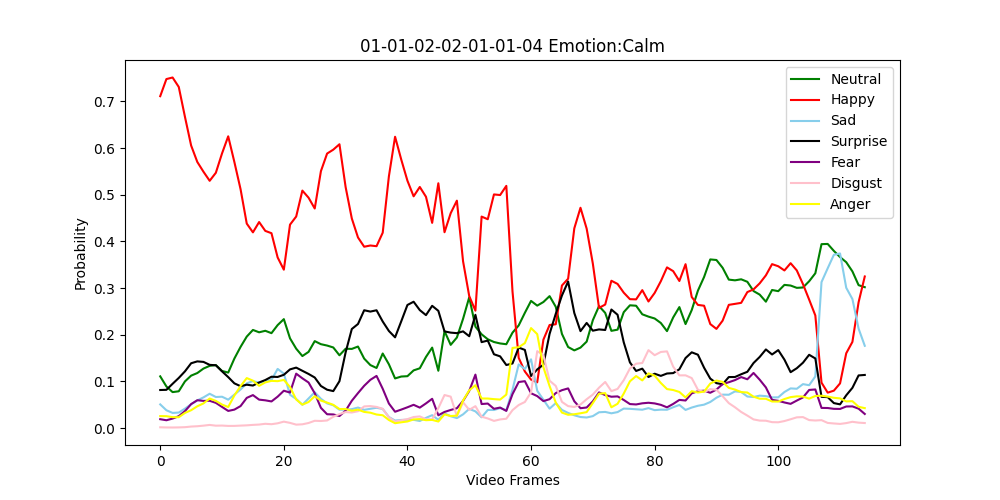 01-01-02-02-01-01-04 Emotion:Calm
Probability
0.7
0.6
0.5
0.4
0.3
0.2
0.1
0.0
0
20
40
60
80
100
Video Frames
Neutral
Happy
Sad
Surprise
Fear
Disgust
Anger